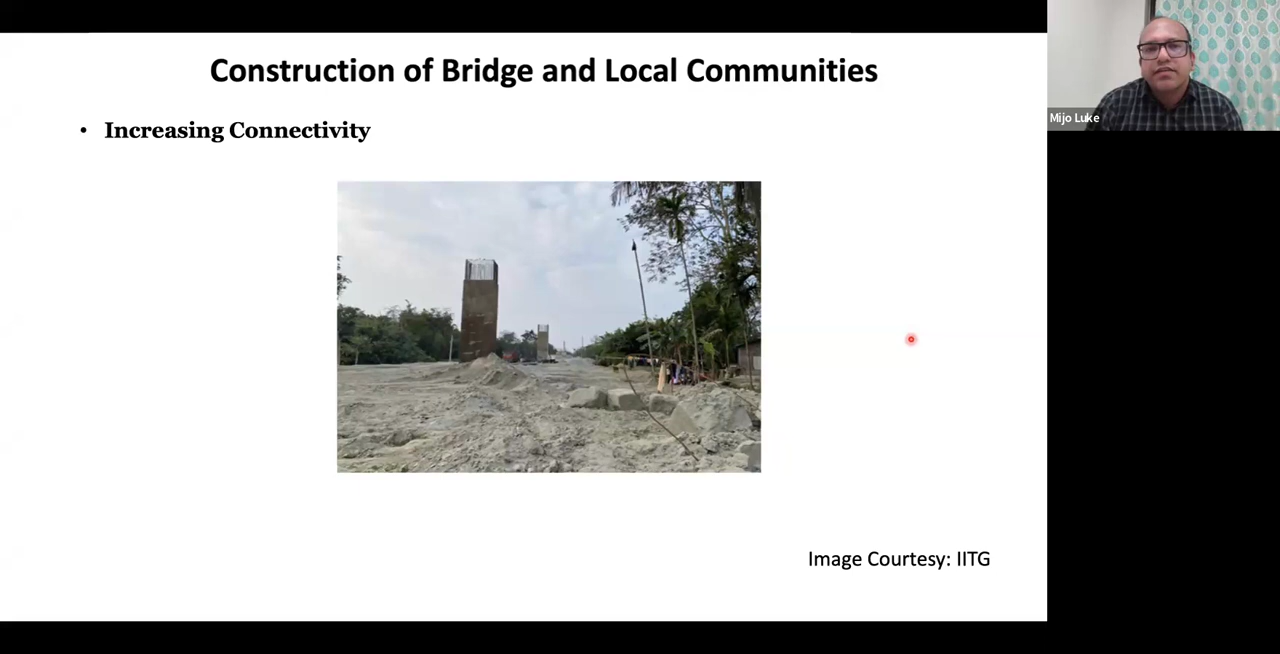 Construction of Bridge and Local Communities
• Increasing Connectivity
Image Courtesy: IITG
Mijo Luke